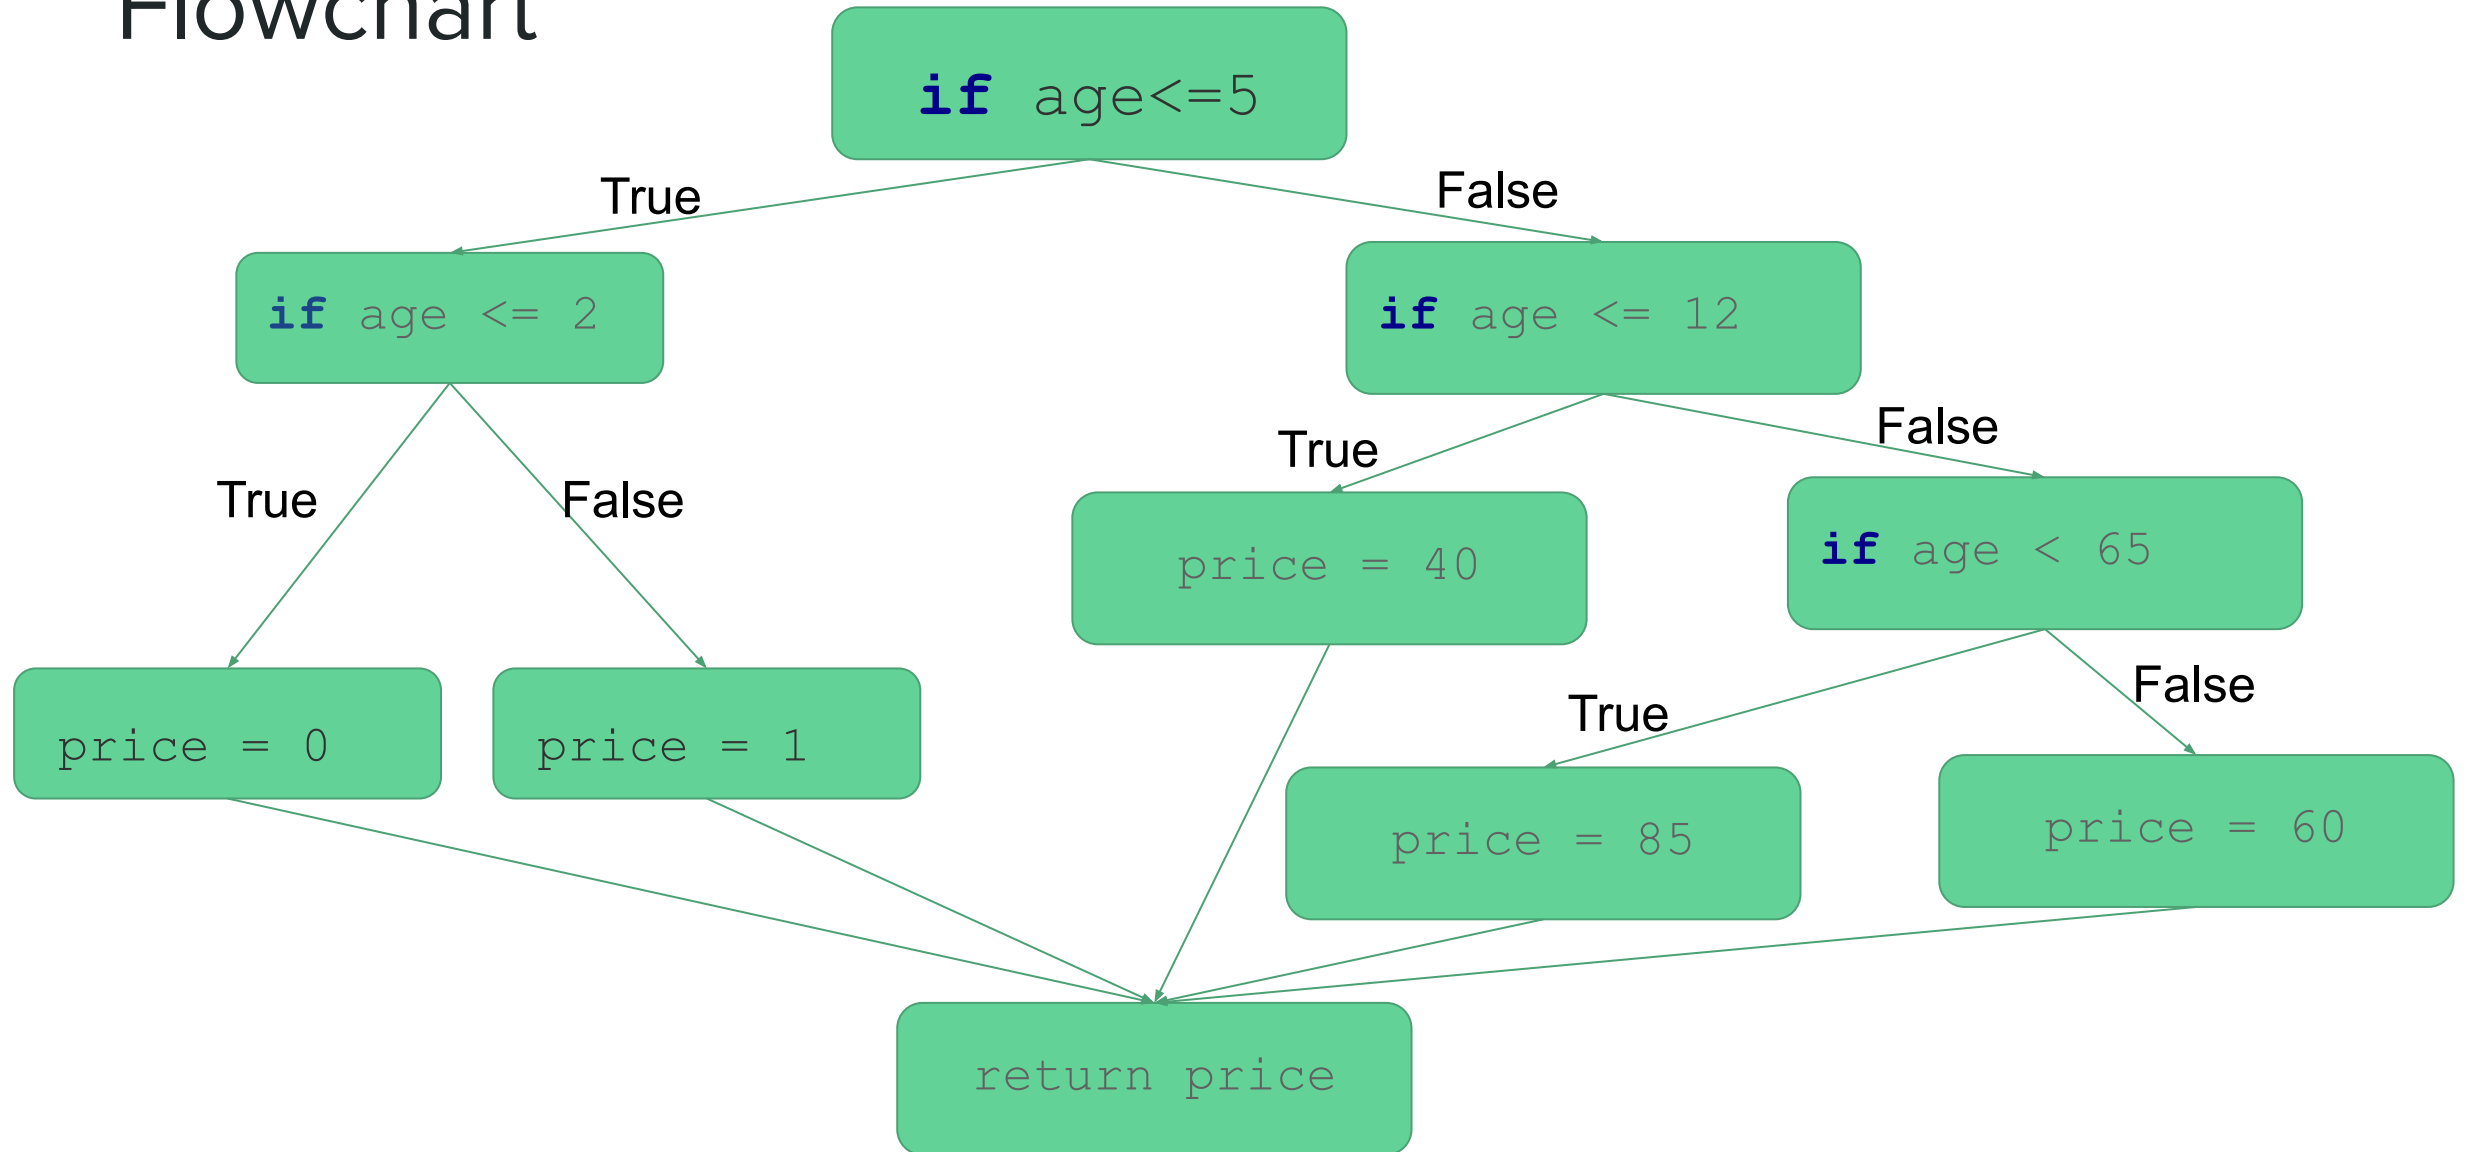 Flowchart
if age<=5
True
False
if age <= 2
if age <= 12
True
False
True
False
price = 40
if age < 65
True
False
price = 0
price = 1
price = 85
price = 60
return price